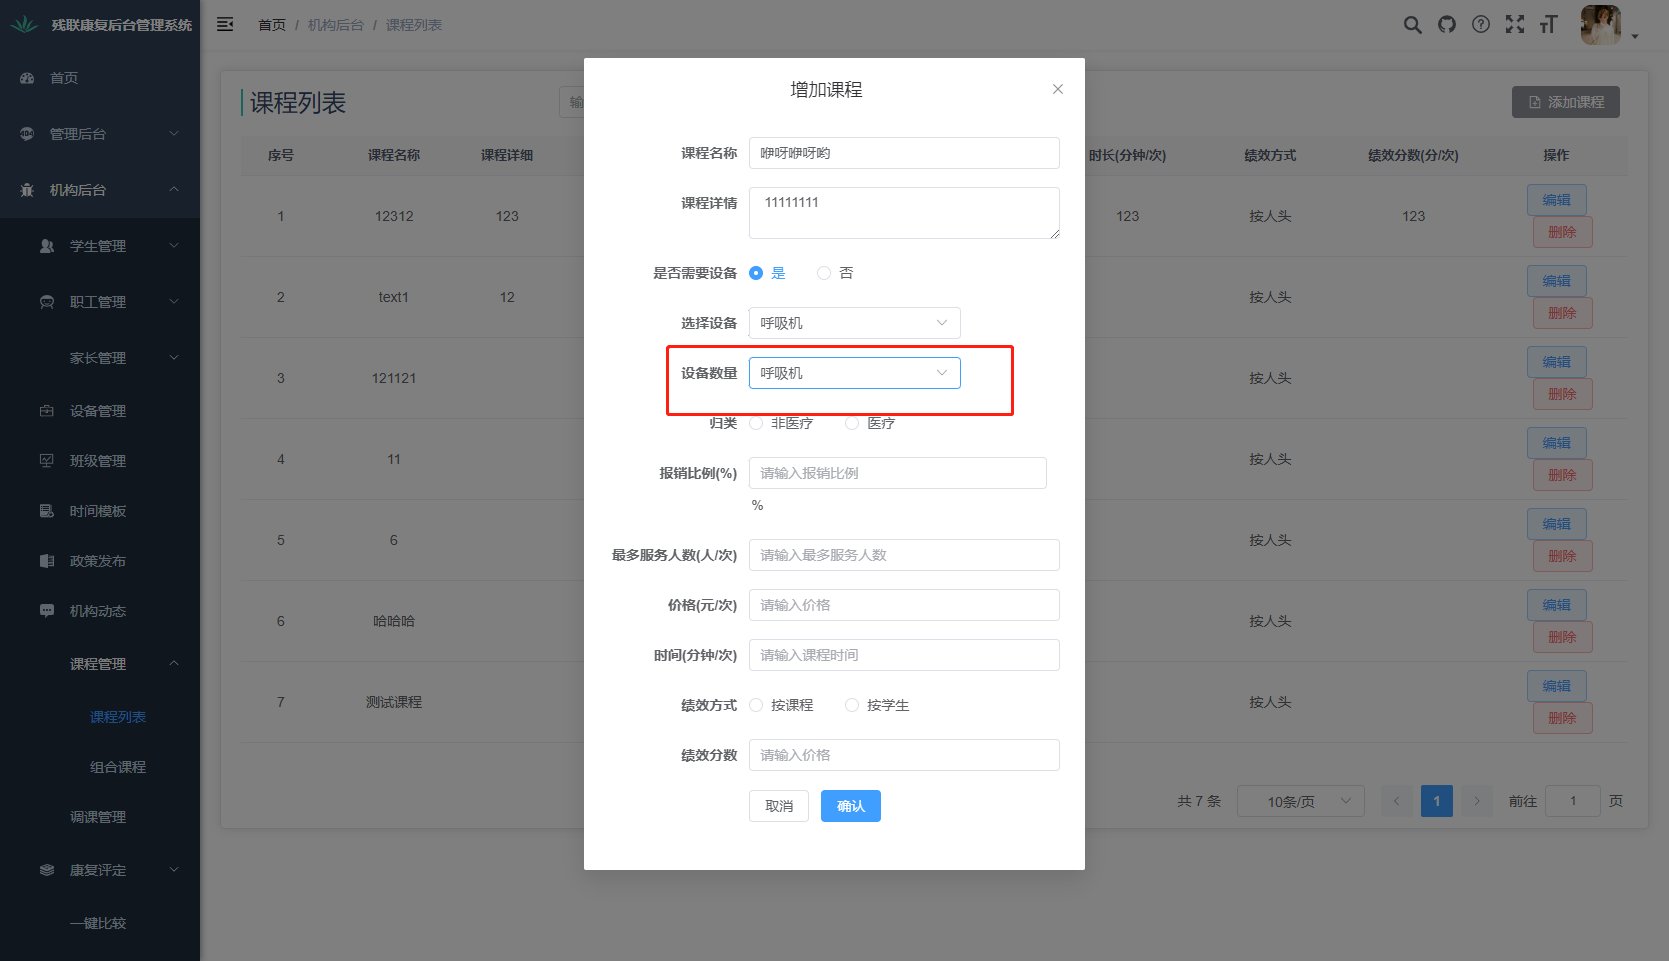 残联康复后台管理系统
首页 / 机构后台 / 课程列表
首页
管理后台
机构后台
学生管理
职工管理
家长管理
设备管理
班级管理
时间模板
政策发布
机构动态
课程管理
课程列表
组合课程
调课管理
康复评定
一键比较
课程列表
输
添加课程
序号 课程名称 课程详细 时长(分钟/次) 绩效方式 绩效分数(分/次) 操作
1 12312 123 123 按人头 123 编辑 删除
2 text1 12 按人头 编辑 删除
3 121121 按人头 编辑 删除
4 11 按人头 编辑 删除
5 6 按人头 编辑 删除
6 哈哈哈 按人头 编辑 删除
7 测试课程 按人头 编辑 删除
共 7 条 10条/页 1 前往 1 页
增加课程
课程名称 咿呀咿呀哟
课程详情 11111111
是否需要设备 是 否
选择设备 呼吸机
设备数量 呼吸机
归类 非医疗 医疗
报销比例(%) 请输入报销比例
%
最多服务人数(人/次) 请输入最多服务人数
价格(元/次) 请输入价格
时间(分钟/次) 请输入课程时间
绩效方式 按课程 按学生
绩效分数 请输入价格
取消 确认